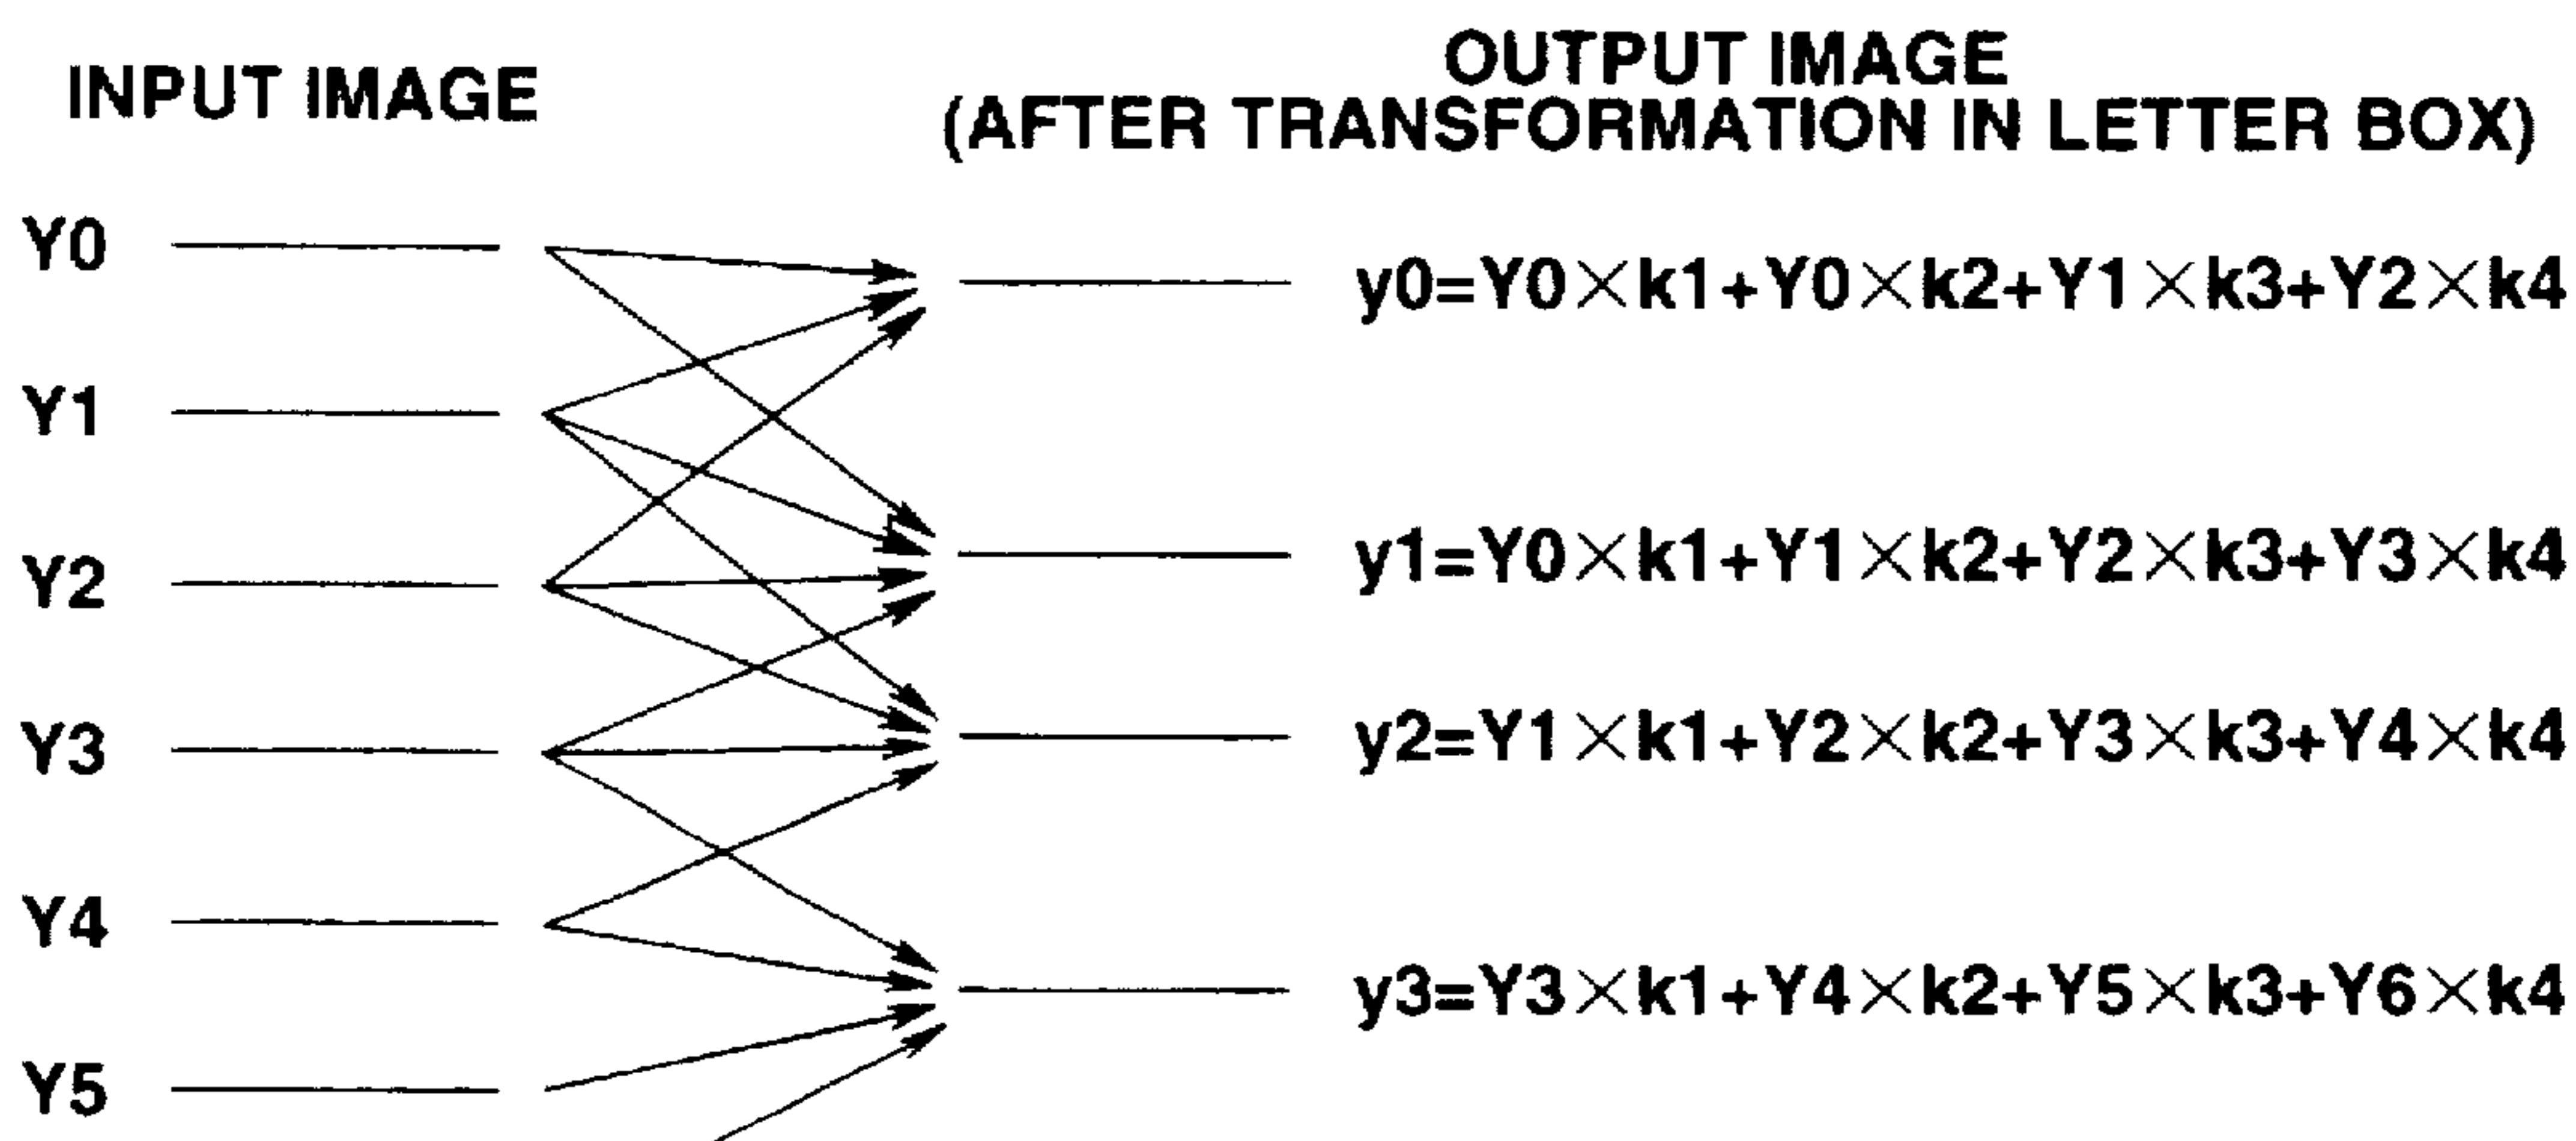 INPUT IMAGE
OUTPUT IMAGE
(AFTER TRANSFORMATION IN LETTER BOX)
Y0
y0=Y0×k1+Y0×k2+Y1×k3+Y2×k4
Y1
y1=Y0×k1+Y1×k2+Y2×k3+Y3×k4
Y2
y2=Y1×k1+Y2×k2+Y3×k3+Y4×k4
Y3
Y4
y3=Y3×k1+Y4×k2+Y5×k3+Y6×k4
Y5